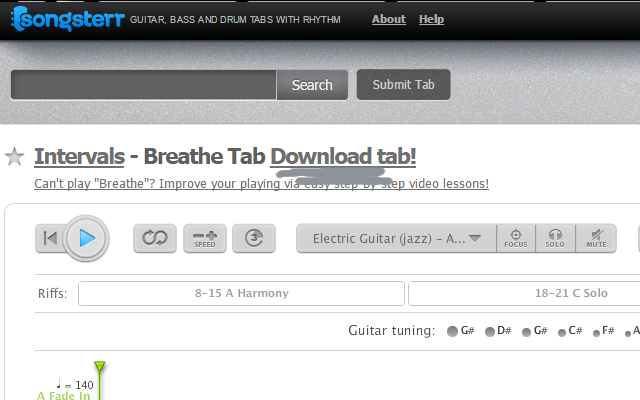 Songsterr GUITAR, BASS AND DRUM TABS WITH RHYTHM About Help
Search Submit Tab
Intervals - Breathe Tab Download tab!
Can't play "Breathe"? Improve your playing via easy step-by-step video lessons!
SPEED 3 Electric Guitar (jazz) – A... FOCUS SOLO MUTE
Riffs: 8-15 A Harmony 18-21 C Solo
Guitar tuning: G# D# G# C# F# A
= 140
A Fade In